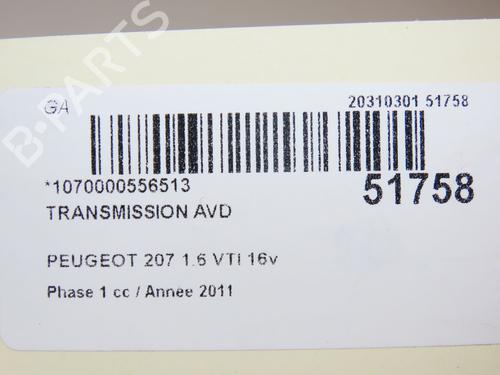 GA
20310301 51758
*1070000556513
51758
TRANSMISSION AVD
PEUGEOT 207 1.6 VTI 16v
Phase 1 cc / Annee 2011
B-PARTS